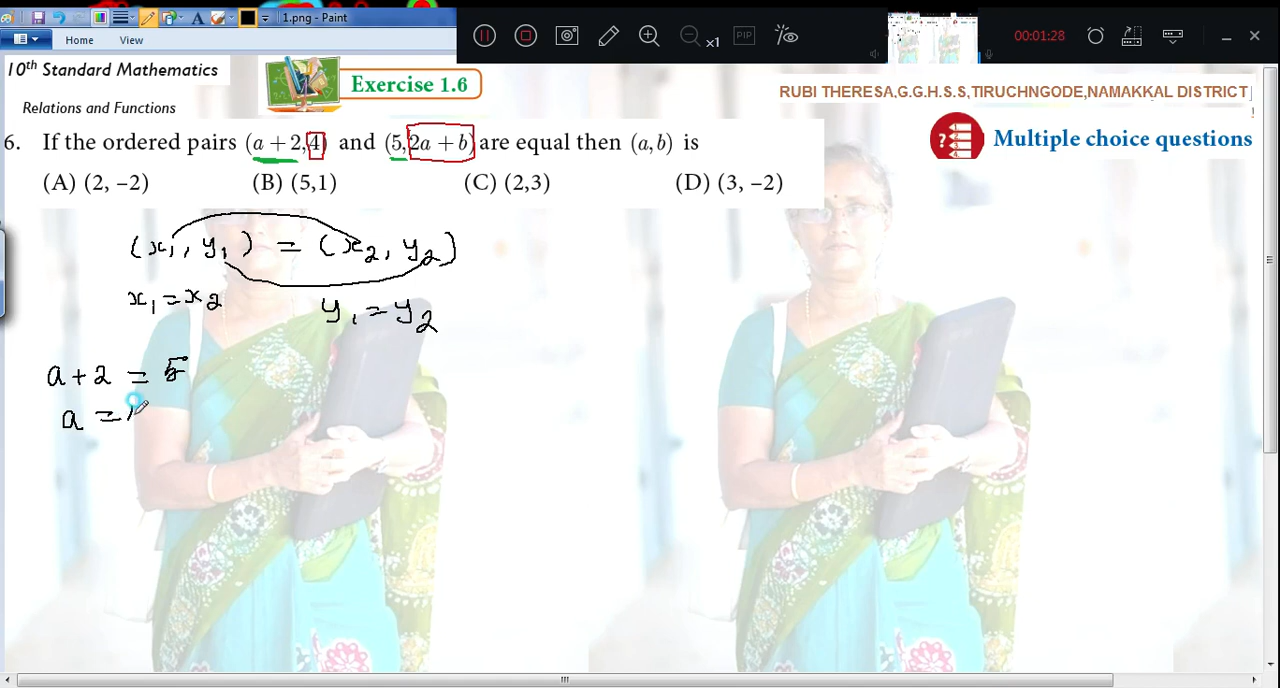 1.png - Paint
Home View
x1 PIP 00:01:28
10th Standard Mathematics
Exercise 1.6
RUBI THERESA,G.G.H.S.S,TIRUCHNGODE,NAMAKKAL DISTRICT
Relations and Functions
Multiple choice questions
6. If the ordered pairs (a + 2,4) and (5,2a + b) are equal then (a,b) is
(A) (2, –2) (B) (5,1) (C) (2,3) (D) (3, –2)
(x₁, y₁) = (x₂, y₂)
x₁ = x₂ y₁ = y₂
a + 2 = 5
a =